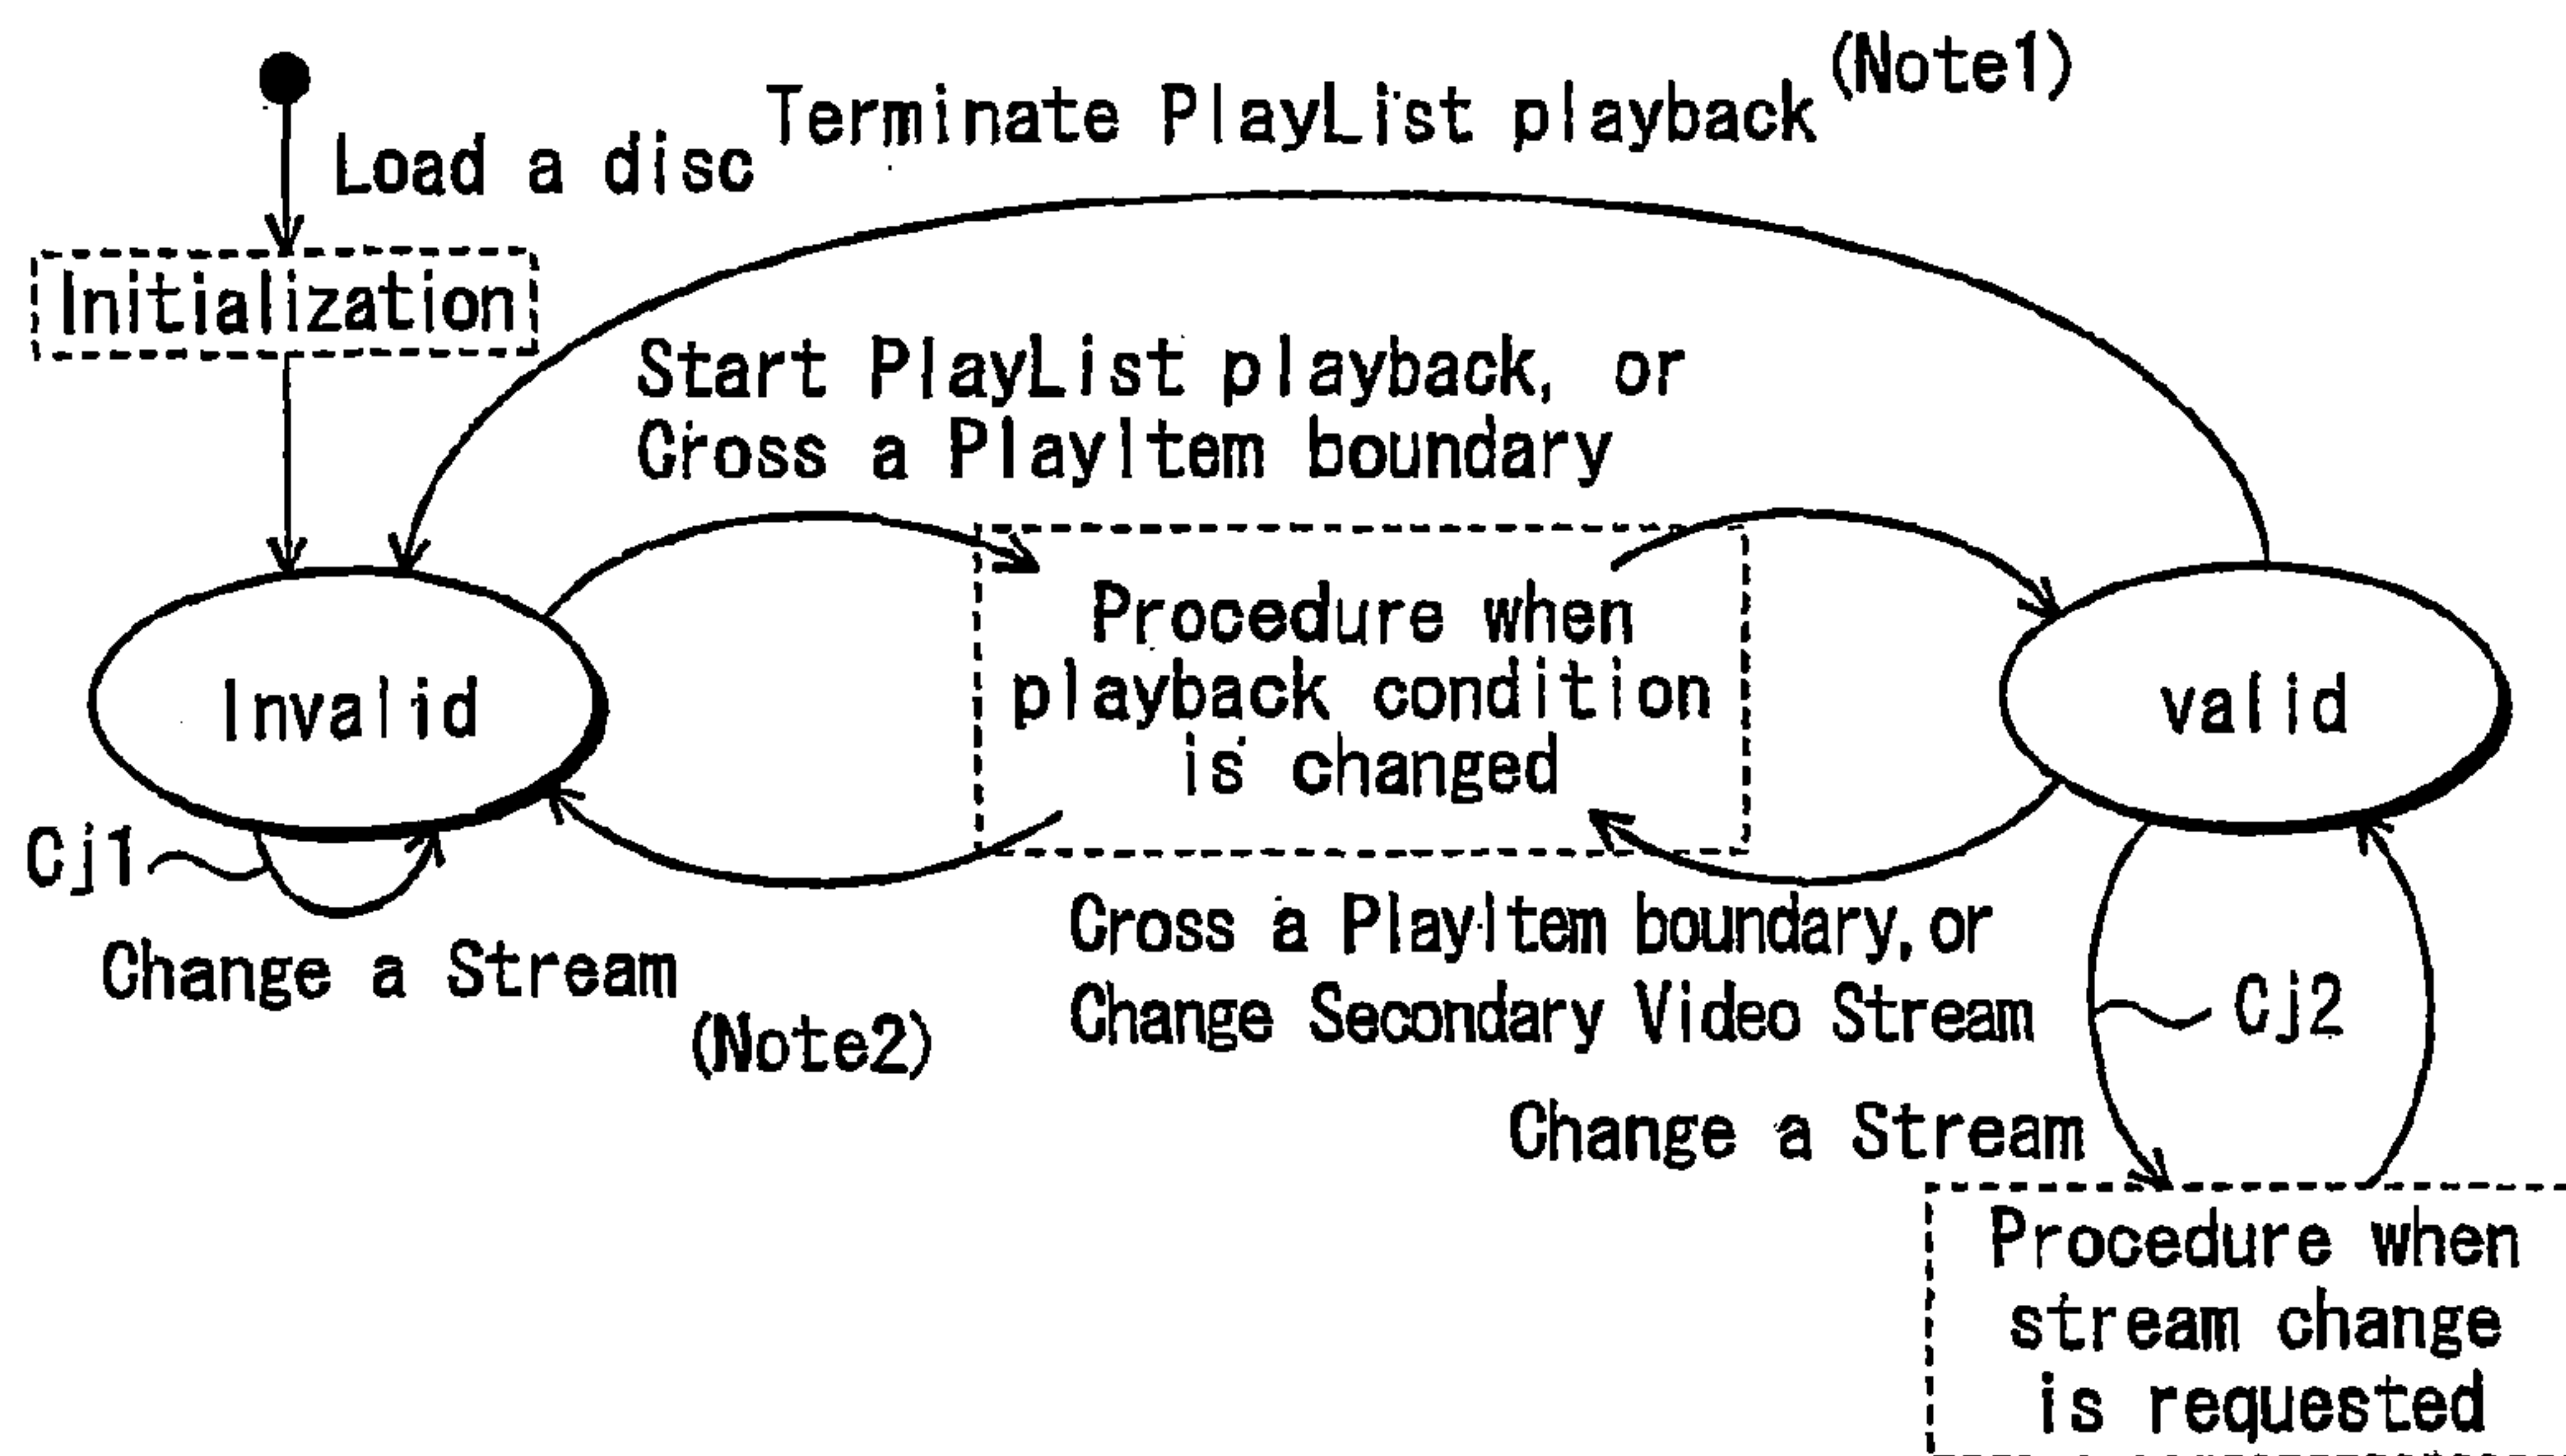 (Note1)
Terminate PlayList playback
Load a disc
Initialization
Start PlayList playback, or
Cross a PlayItem boundary
Procedure when
playback condition
is changed
Invalid
valid
Cj1
Change a Stream
(Note2)
Cross a PlayItem boundary, or
Change Secondary Video Stream
Cj2
Change a Stream
Procedure when
stream change
is requested